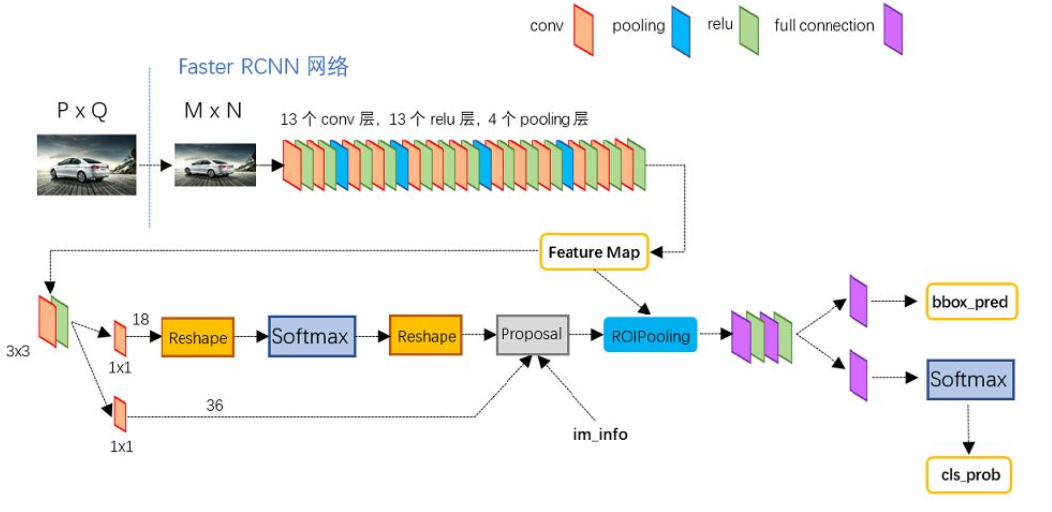 conv
pooling
relu
full connection
Faster RCNN 网络
P x Q
M x N
13 个 conv 层，13 个 relu 层，4 个 pooling 层
Feature Map
3x3
1x1
18
Reshape
Softmax
Reshape
Proposal
ROIPooling
bbox_pred
Softmax
1x1
36
im_info
cls_prob